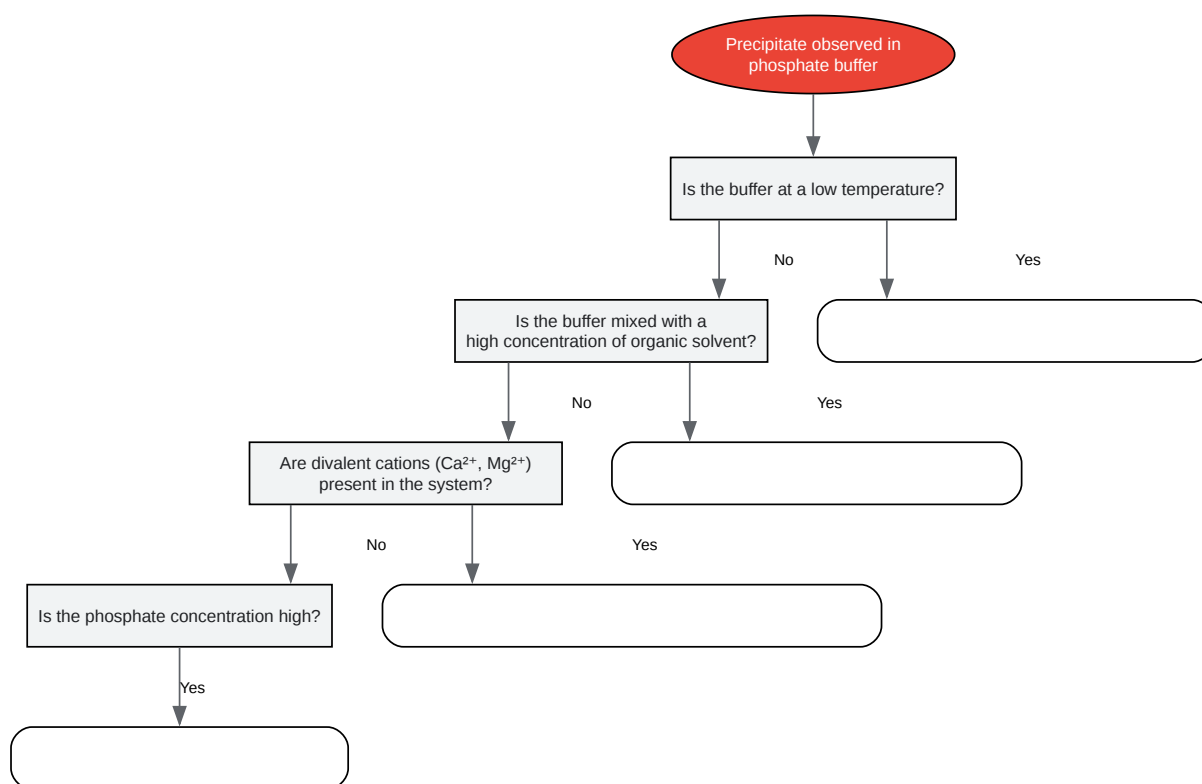 Precipitate observed in
phosphate buffer
Is the buffer at a low temperature?
No
Yes
Is the buffer mixed with a
high concentration of organic solvent?
No
Yes
Are divalent cations (Ca²⁺, Mg²⁺)
present in the system?
No
Yes
Is the phosphate concentration high?
Yes